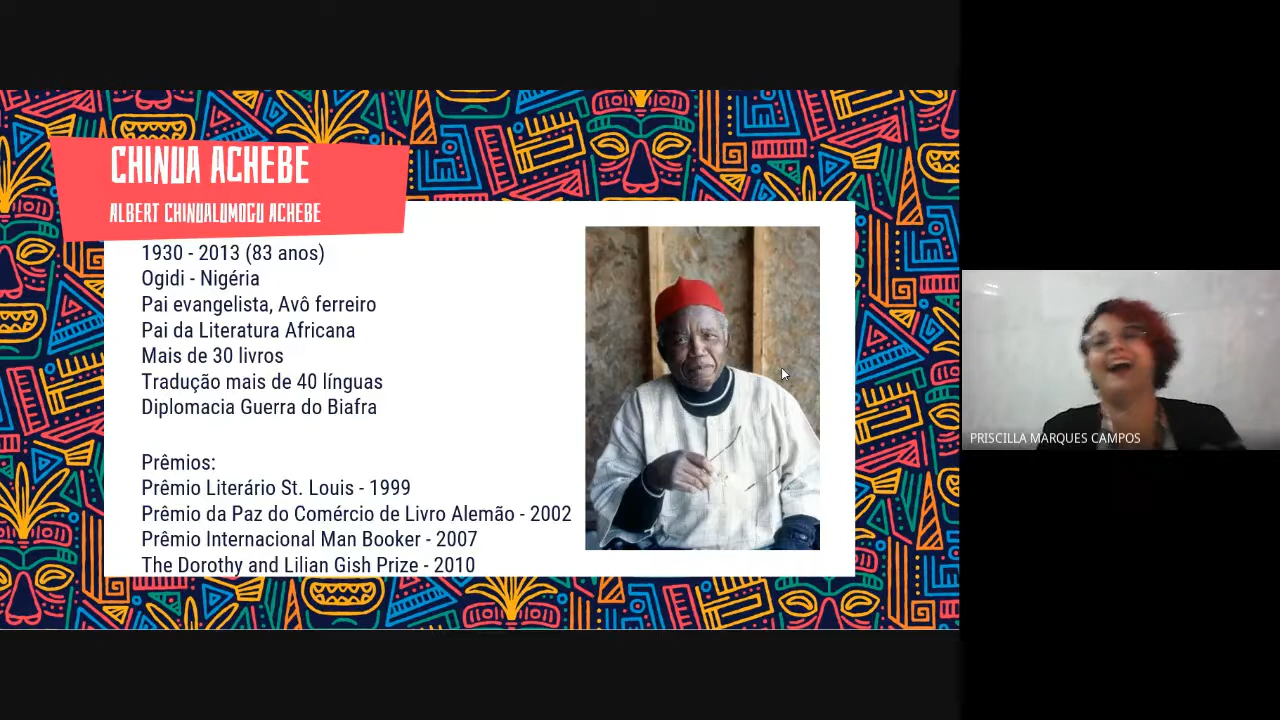 CHINUA ACHEBE
ALBERT CHINUALUMOGU ACHEBE
1930 - 2013 (83 anos)
Ogidi - Nigéria
Pai evangelista, Avô ferreiro
Pai da Literatura Africana
Mais de 30 livros
Tradução mais de 40 línguas
Diplomacia Guerra do Biafra
Prêmios:
Prêmio Literário St. Louis - 1999
Prêmio da Paz do Comércio de Livro Alemão - 2002
Prêmio Internacional Man Booker - 2007
The Dorothy and Lilian Gish Prize - 2010
PRISCILLA MARQUES CAMPOS